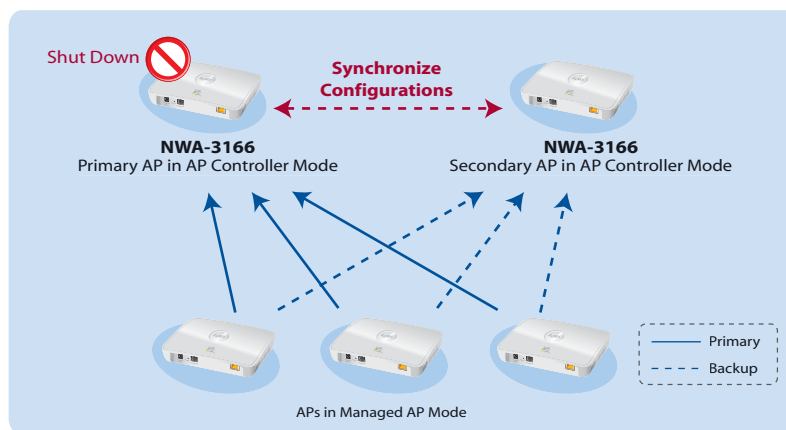 Shut Down
Synchronize
Configurations
NWA-3166
Primary AP in AP Controller Mode
NWA-3166
Secondary AP in AP Controller Mode
Primary
Backup
APs in Managed AP Mode